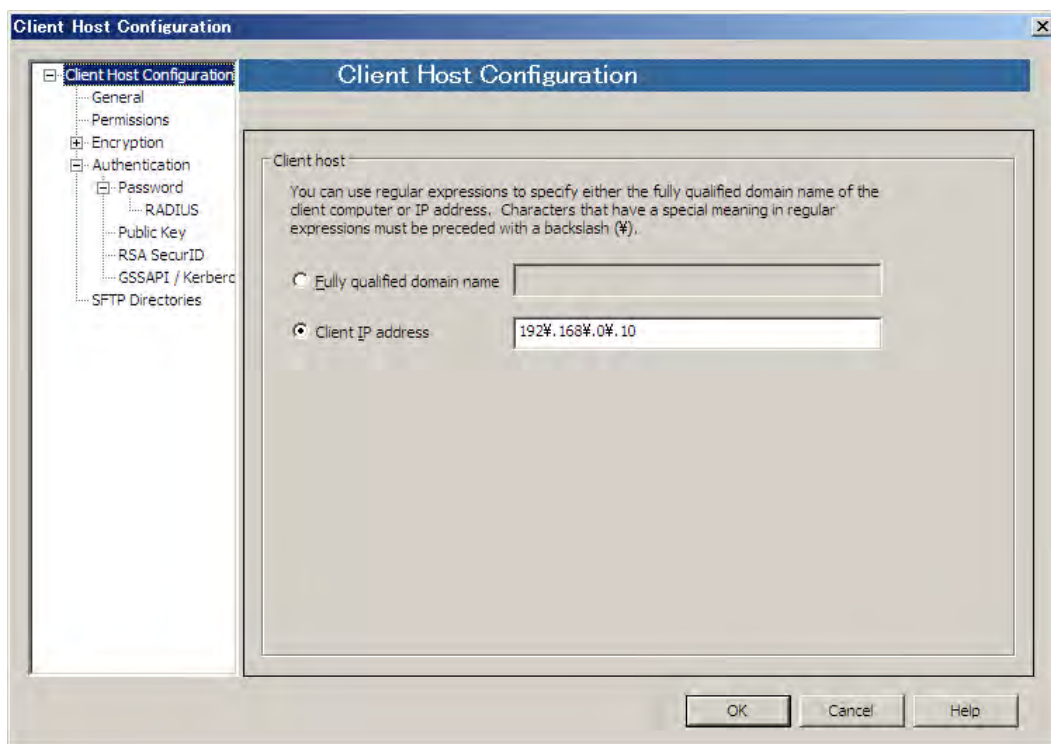 Client Host Configuration
Client Host Configuration
General
Permissions
Encryption
Authentication
Password
RADIUS
Public Key
RSA SecurID
GSSAPI / Kerberc
SFTP Directories
Client Host Configuration
Client host
You can use regular expressions to specify either the fully qualified domain name of the
client computer or IP address. Characters that have a special meaning in regular
expressions must be preceded with a backslash (¥).
Fully qualified domain name
Client IP address
192¥.168¥.0¥.10
OK
Cancel
Help